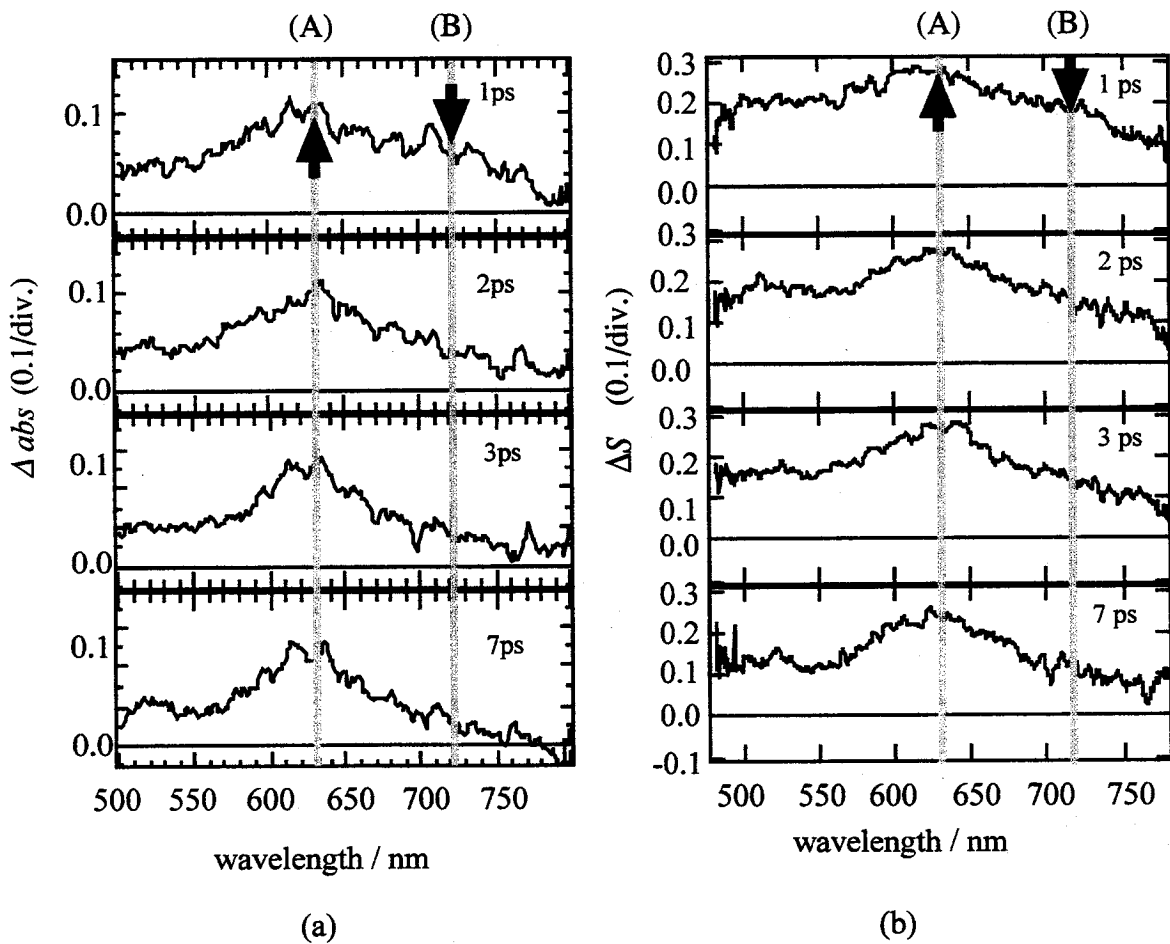 (A) (B)
1ps
0.1
0.0
2ps
0.1
0.0
3ps
0.1
0.0
7ps
0.1
0.0
500 550 600 650 700 750
Δ abs (0.1/div.)
wavelength / nm
(a)
(A) (B)
0.3
1 ps
0.2
0.1
0.0
0.3
2 ps
0.2
0.1
0.0
0.3
3 ps
0.2
0.1
0.0
0.3
7 ps
0.2
0.1
0.0
-0.1
500 550 600 650 700 750
ΔS (0.1/div.)
wavelength / nm
(b)